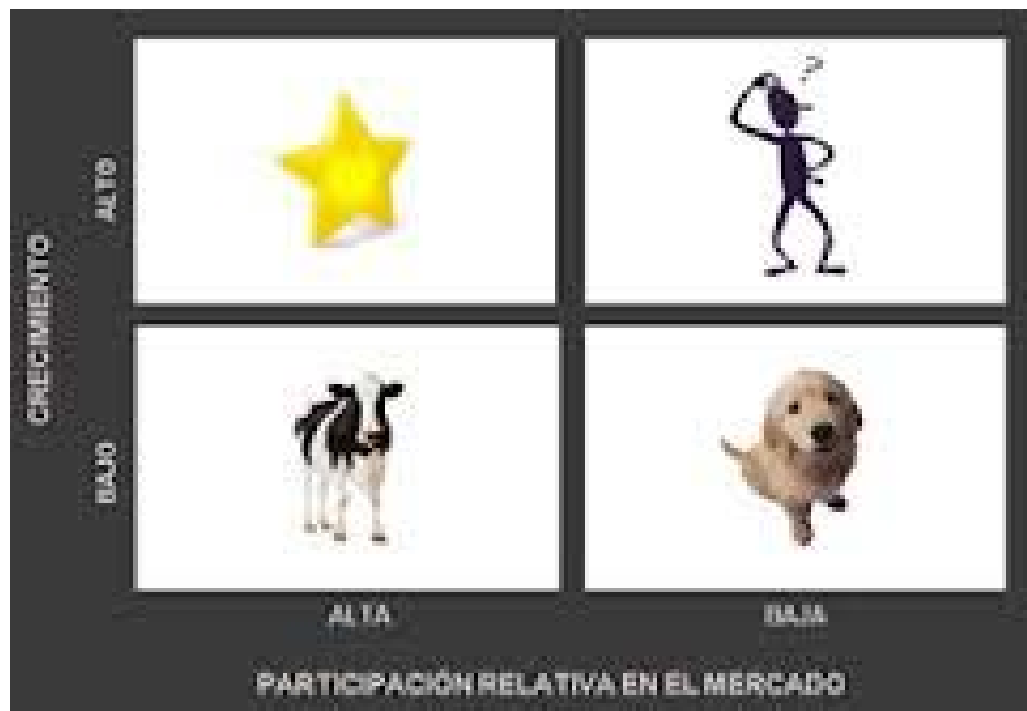 ?
ALTO
CRECIMIENTO
BAJO
ALTA
BAJA
PARTICIPACIÓN RELATIVA EN EL MERCADO